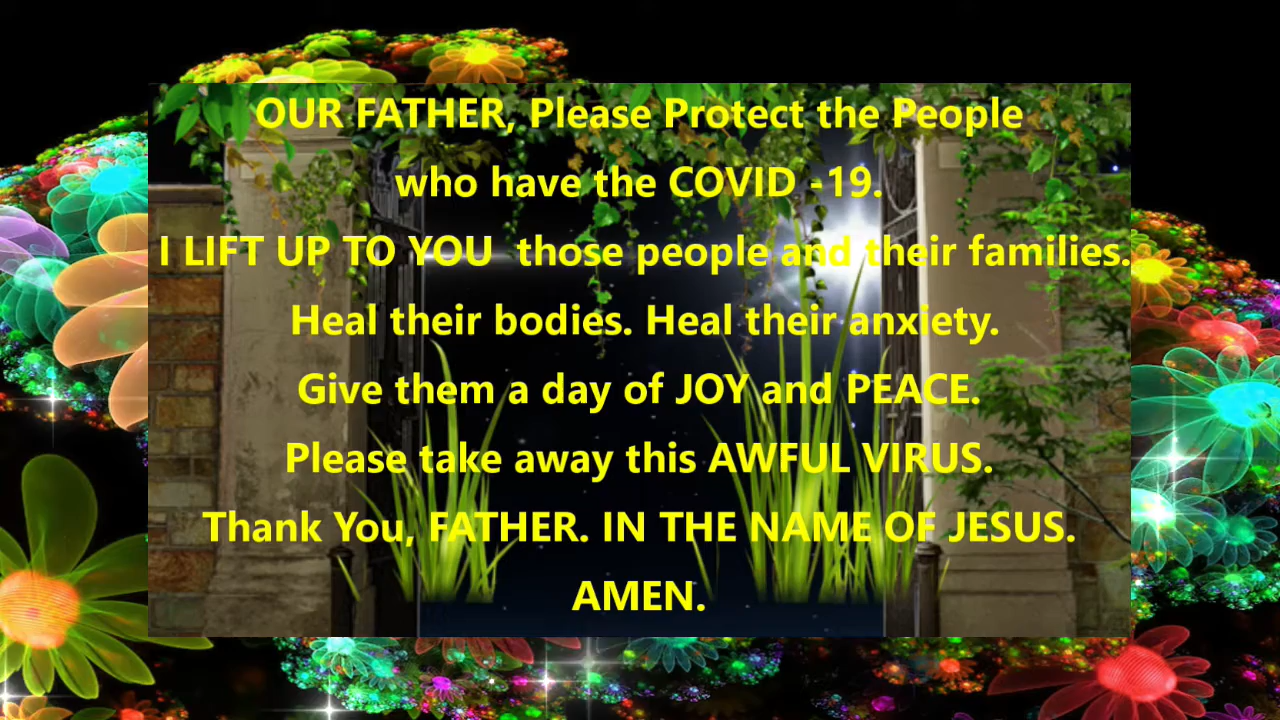 OUR FATHER, Please Protect the People
who have the COVID -19.
I LIFT UP TO YOU  those people and their families.
Heal their bodies. Heal their anxiety.
Give them a day of JOY and PEACE.
Please take away this AWFUL VIRUS.
Thank You, FATHER. IN THE NAME OF JESUS.
AMEN.